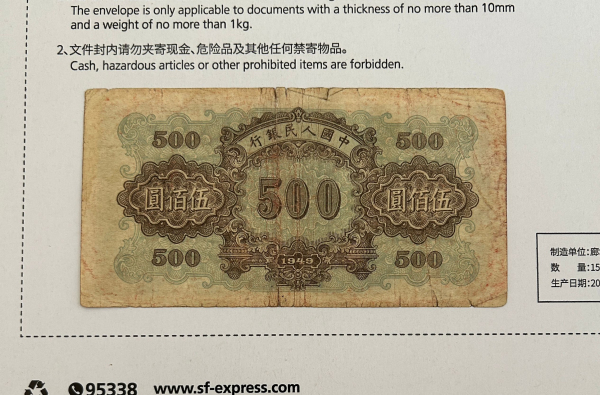 The envelope is only applicable to documents with a thickness of no more than 10mm
and a weight of no more than 1kg.
2、文件封内请勿夹寄现金、危险品及其他任何禁寄物品。
Cash, hazardous articles or other prohibited items are forbidden.
行銀民人國中
500
500
圓佰伍
500
圓佰伍
500
1949
500
制造单位:廊
数 量:15
生产日期:20
95338 www.sf-express.com